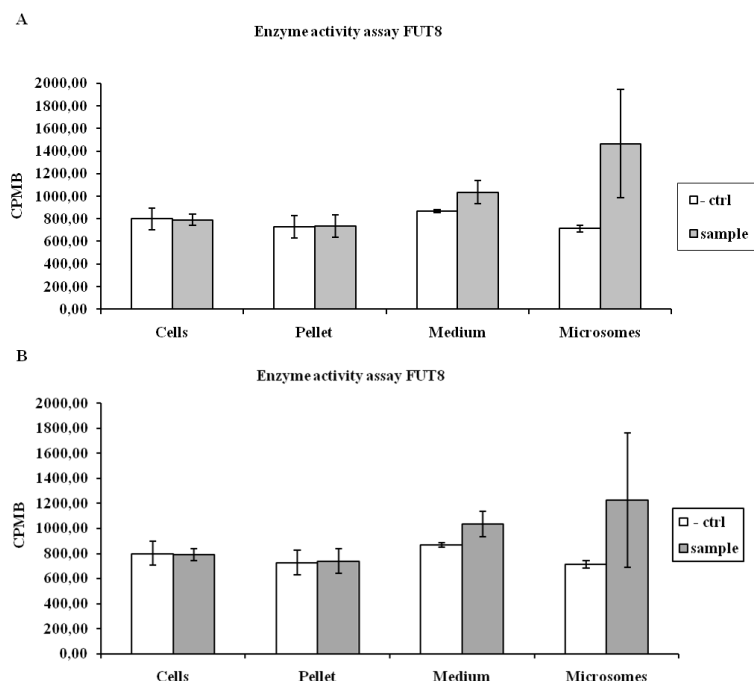 A
Enzyme activity assay FUT8
2000,00
1800,00
1600,00
1400,00
1200,00
1000,00
800,00
600,00
400,00
200,00
0,00
CPMB
Cells Pellet Medium Microsomes
- ctrl
sample
B
Enzyme activity assay FUT8
2000,00
1800,00
1600,00
1400,00
1200,00
1000,00
800,00
600,00
400,00
200,00
0,00
CPMB
Cells Pellet Medium Microsomes
- ctrl
sample